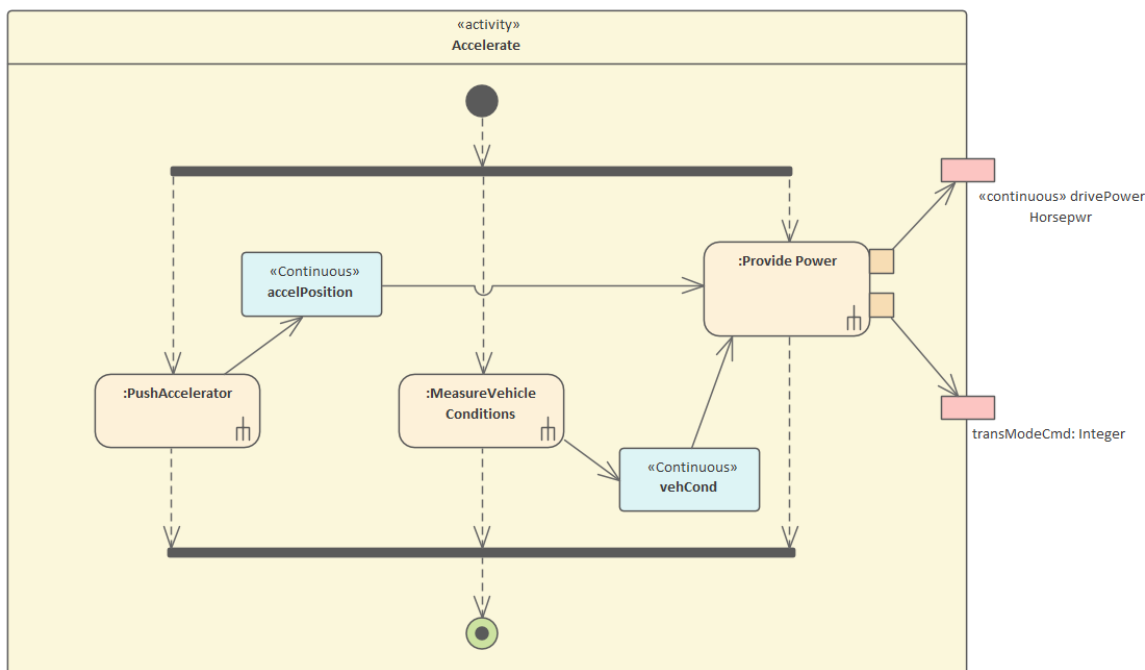 «activity»
Accelerate
«continuous» drivePower
Horsepwr
:Provide Power
«Continuous»
accelPosition
:PushAccelerator
:MeasureVehicle
Conditions
transModeCmd: Integer
«Continuous»
vehCond